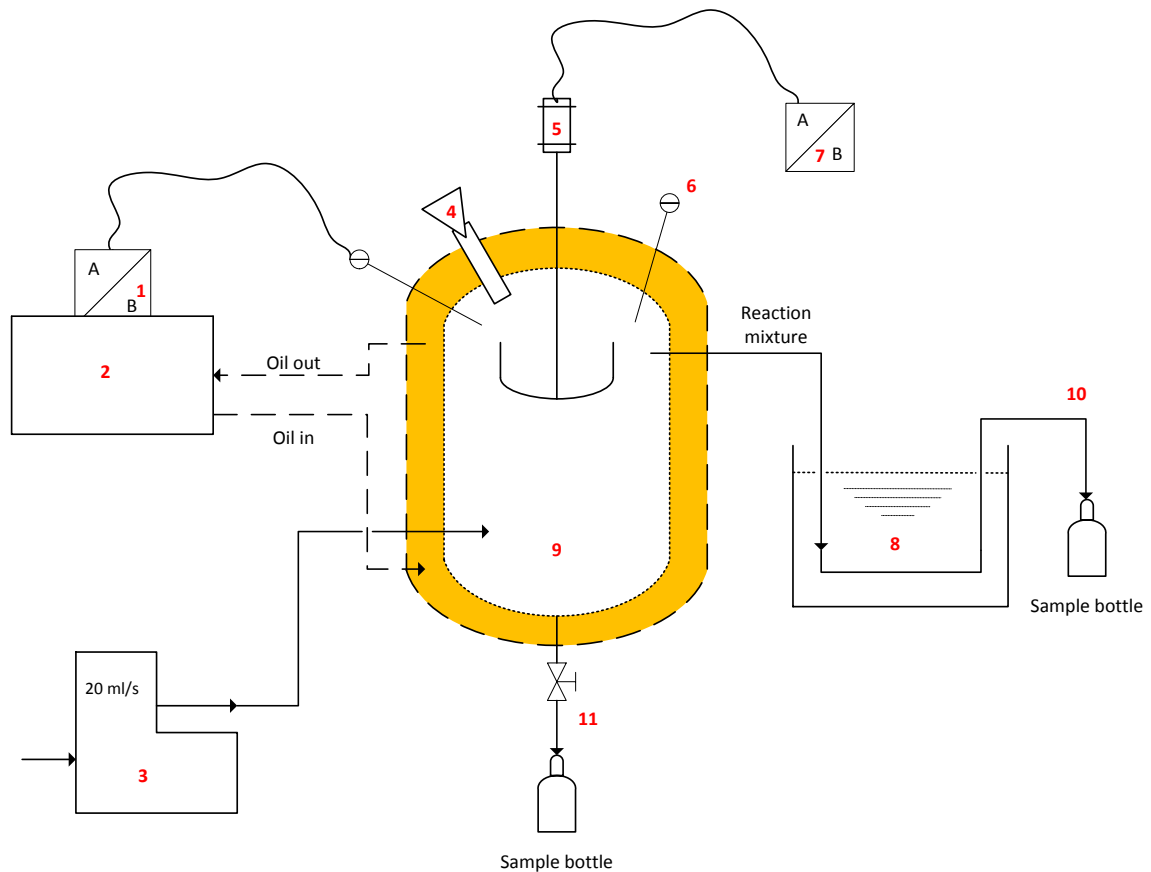 5
A
7 B
6
4
A
1
B
Reaction
mixture
2
Oil out
Oil in
10
9
8
Sample bottle
20 ml/s
11
3
Sample bottle